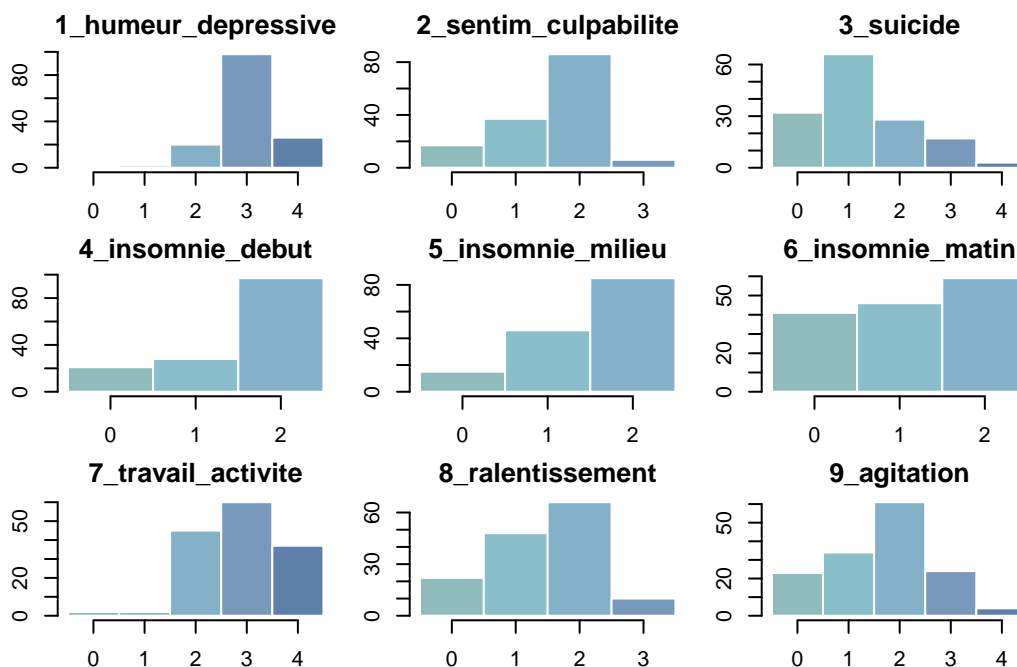 1_humeur_depressive
0 40 80
0 1 2 3 4
2_sentim_culpabilite
0 40 80
0 1 2 3
3_suicide
0 30 60
0 1 2 3 4
4_insomnie_debut
0 40 80
0 1 2
5_insomnie_milieu
0 40 80
0 1 2
6_insomnie_matin
0 20 50
0 1 2
7_travail_activite
0 20 50
0 1 2 3 4
8_ralentissement
0 30 60
0 1 2 3
9_agitation
0 20 50
0 1 2 3 4